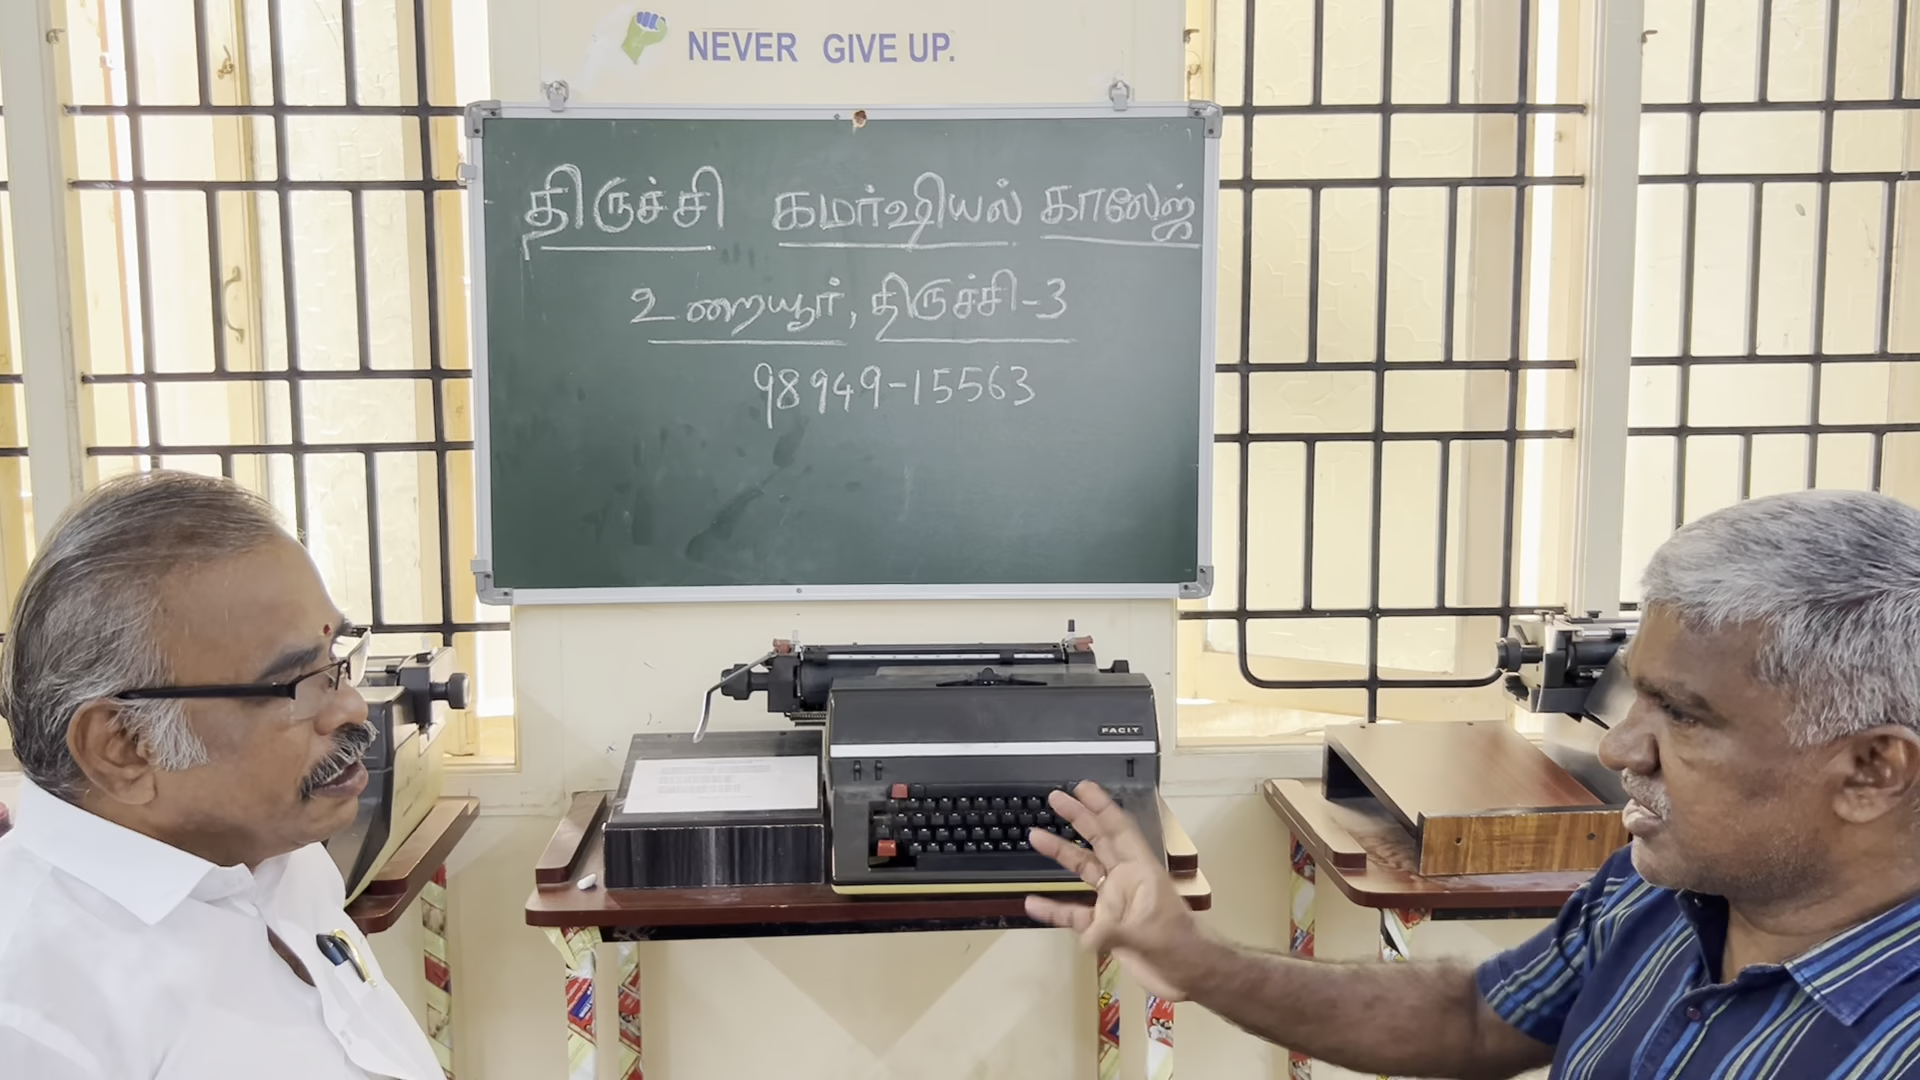 NEVER GIVE UP.
திருச்சி கமர்ஷியல் காலேஜ்
உறையூர், திருச்சி-3
98949-15563
FACIT